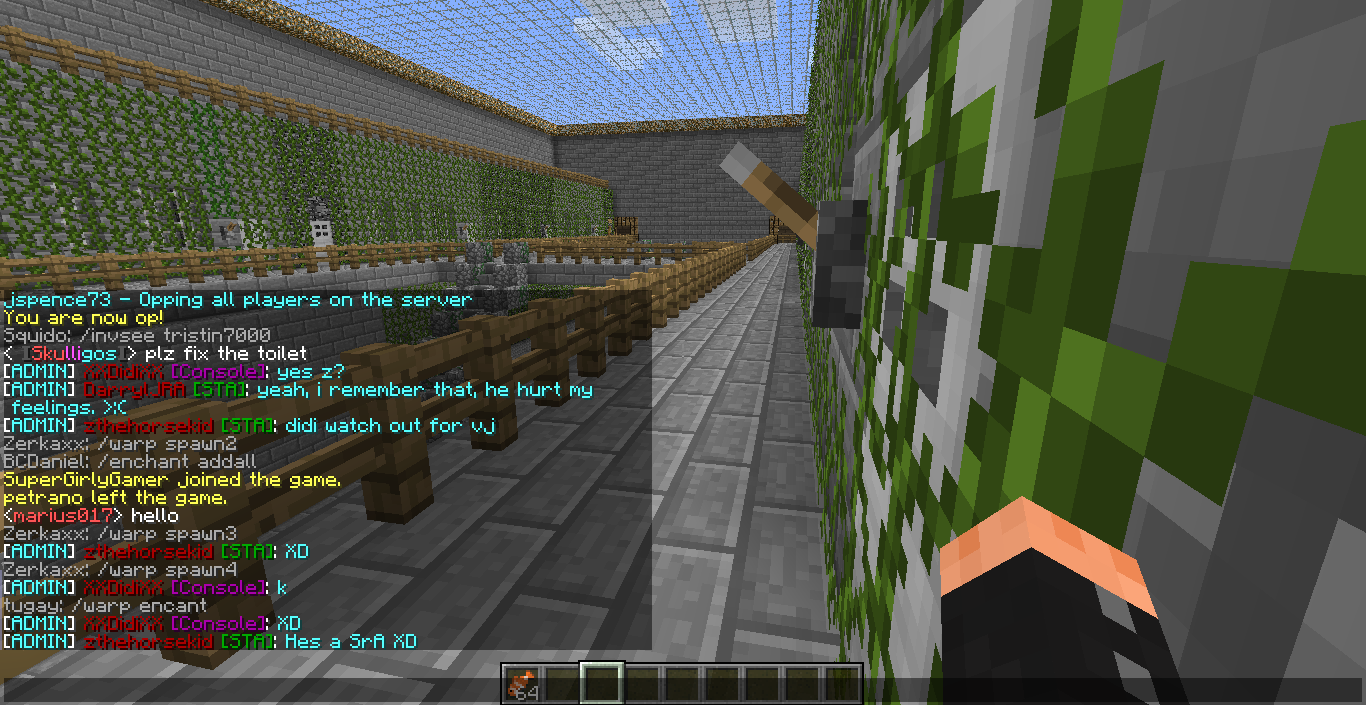 jspence73 - Opping all players on the server
You are now op!
Squido: /invsee tristin7000
< ISkulligosI> plz fix the toilet
[ADMIN] XXDidiXX [Console]: yes z?
[ADMIN] DarrylJRA [STA]: yeah, i remember that, he hurt my
feelings. >:C
[ADMIN] zthehorsekid [STA]: didi watch out for vj
Zerkaxx: /warp spawn2
BCDaniel: /enchant addall
SuperGirlyGamer joined the game.
petrano left the game.
<marius017> hello
Zerkaxx: /warp spawn3
[ADMIN] zthehorsekid [STA]: XD
Zerkaxx: /warp spawn4
[ADMIN] XXDidiXX [Console]: k
tugay: /warp encant
[ADMIN] XXDidiXX [Console]: XD
[ADMIN] zthehorsekid [STA]: Hes a SrA XD
64